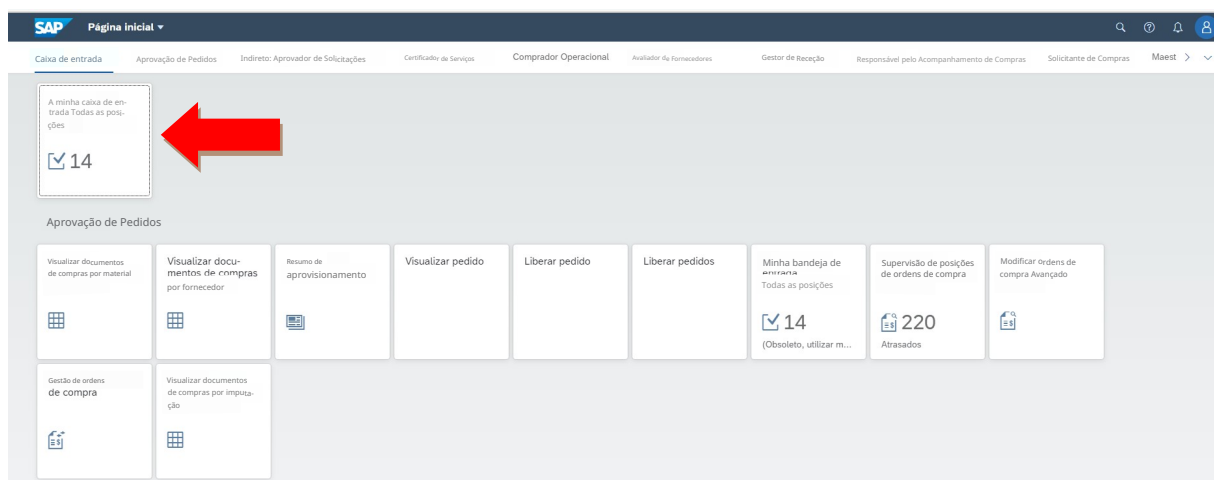 SAP Página inicial
Caixa de entrada Aprovação de Pedidos Indireto: Aprovador de Solicitações Certificador de Serviços Comprador Operacional Avaliador de Fornecedores Gestor de Receção Responsável pelo Acompanhamento de Compras Solicitante de Compras Maest
A minha caixa de en-
trada Todas as posi-
ções
14
Aprovação de Pedidos
Visualizar documentos
de compras por material
Visualizar docu-
mentos de compras
por fornecedor
Resumo de
aprovisionamento
Visualizar pedido
Liberar pedido
Liberar pedidos
Minha bandeja de
entrada
Todas as posições
14
(Obsoleto, utilizar m...
Supervisão de posições
de ordens de compra
220
Atrasados
Modificar ordens de
compra Avançado
Gestão de ordens
de compra
Visualizar documentos
de compras por imputa-
ção